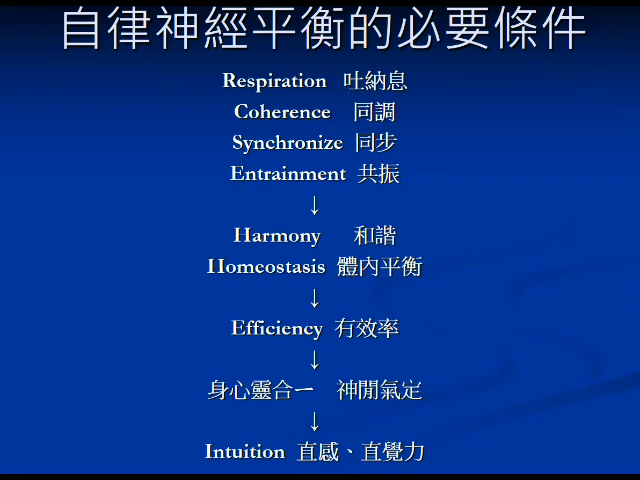 自律神經平衡的必要條件
Respiration 吐納息
Coherence 同調
Synchronize 同步
Entrainment 共振
↓
Harmony 和諧
Homeostasis 體內平衡
↓
Efficiency 有效率
↓
身心靈合一 神閒氣定
↓
Intuition 直感、直覺力